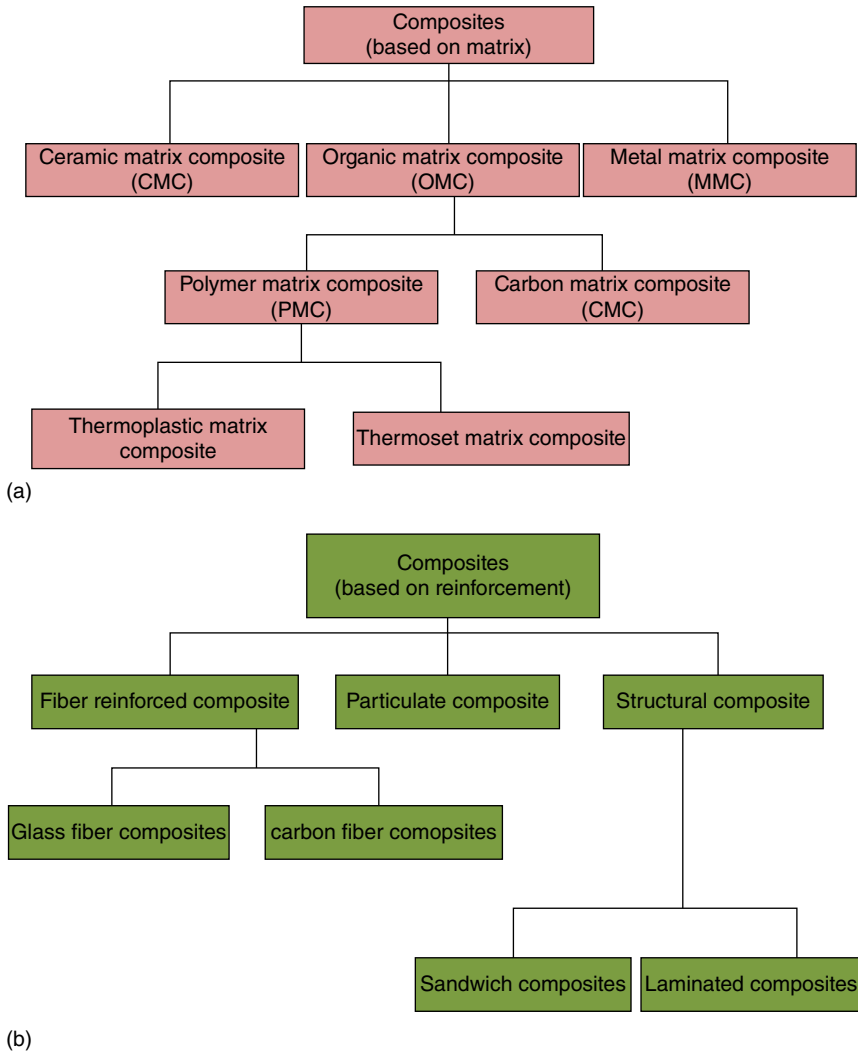 Composites
(based on matrix)
Ceramic matrix composite
(CMC)
Organic matrix composite
(OMC)
Metal matrix composite
(MMC)
Polymer matrix composite
(PMC)
Carbon matrix composite
(CMC)
Thermoplastic matrix
composite
Thermoset matrix composite
(a)
Composites
(based on reinforcement)
Fiber reinforced composite
Particulate composite
Structural composite
Glass fiber composites
carbon fiber comopsites
Sandwich composites
Laminated composites
(b)